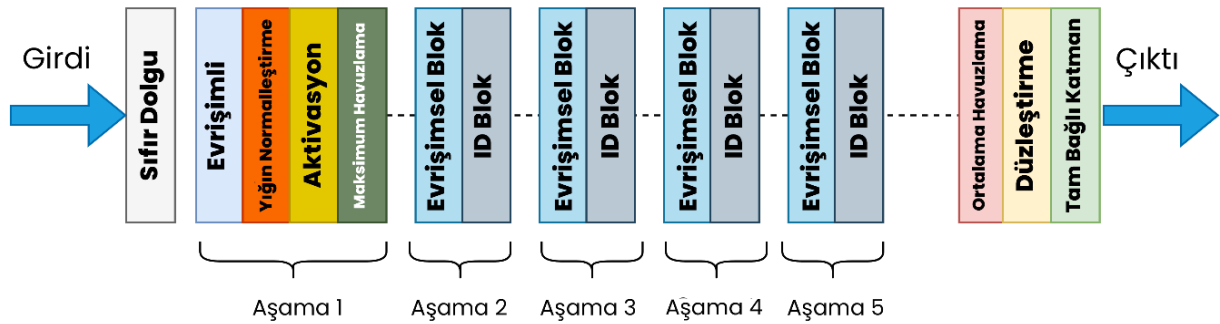 Girdi
Sıfır Dolgu
Evrişimli
Yığın Normalleştirme
Aktivasyon
Maksimum Havuzlama
Evrişimsel Blok
ID Blok
Evrişimsel Blok
ID Blok
Evrişimsel Blok
ID Blok
Evrişimsel Blok
ID Blok
Ortalama Havuzlama
Düzleştirme
Tam Bağlı Katman
Çıktı
Aşama 1
Aşama 2
Aşama 3
Aşama 4
Aşama 5